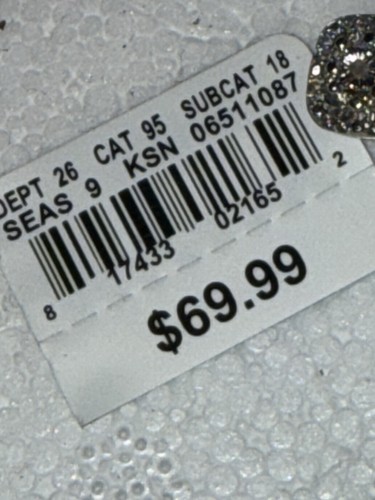 DEPT 26 CAT 95 SUBCAT 18
SEAS 9 KSN 06511087
8 17433 02165 2
$69.99